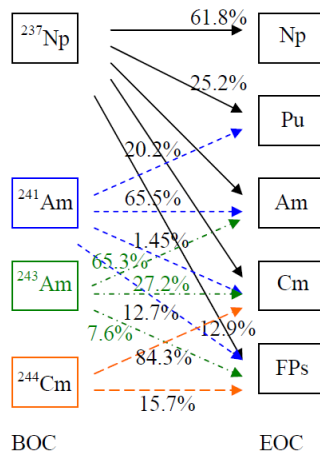 61.8%
²³⁷Np
Np
25.2%
Pu
20.2%
²⁴¹Am
65.5%
Am
1.45%
65.3%
²⁴³Am
27.2%
Cm
12.7%
12.9%
7.6%
84.3%
²⁴⁴Cm
FPs
15.7%
BOC
EOC